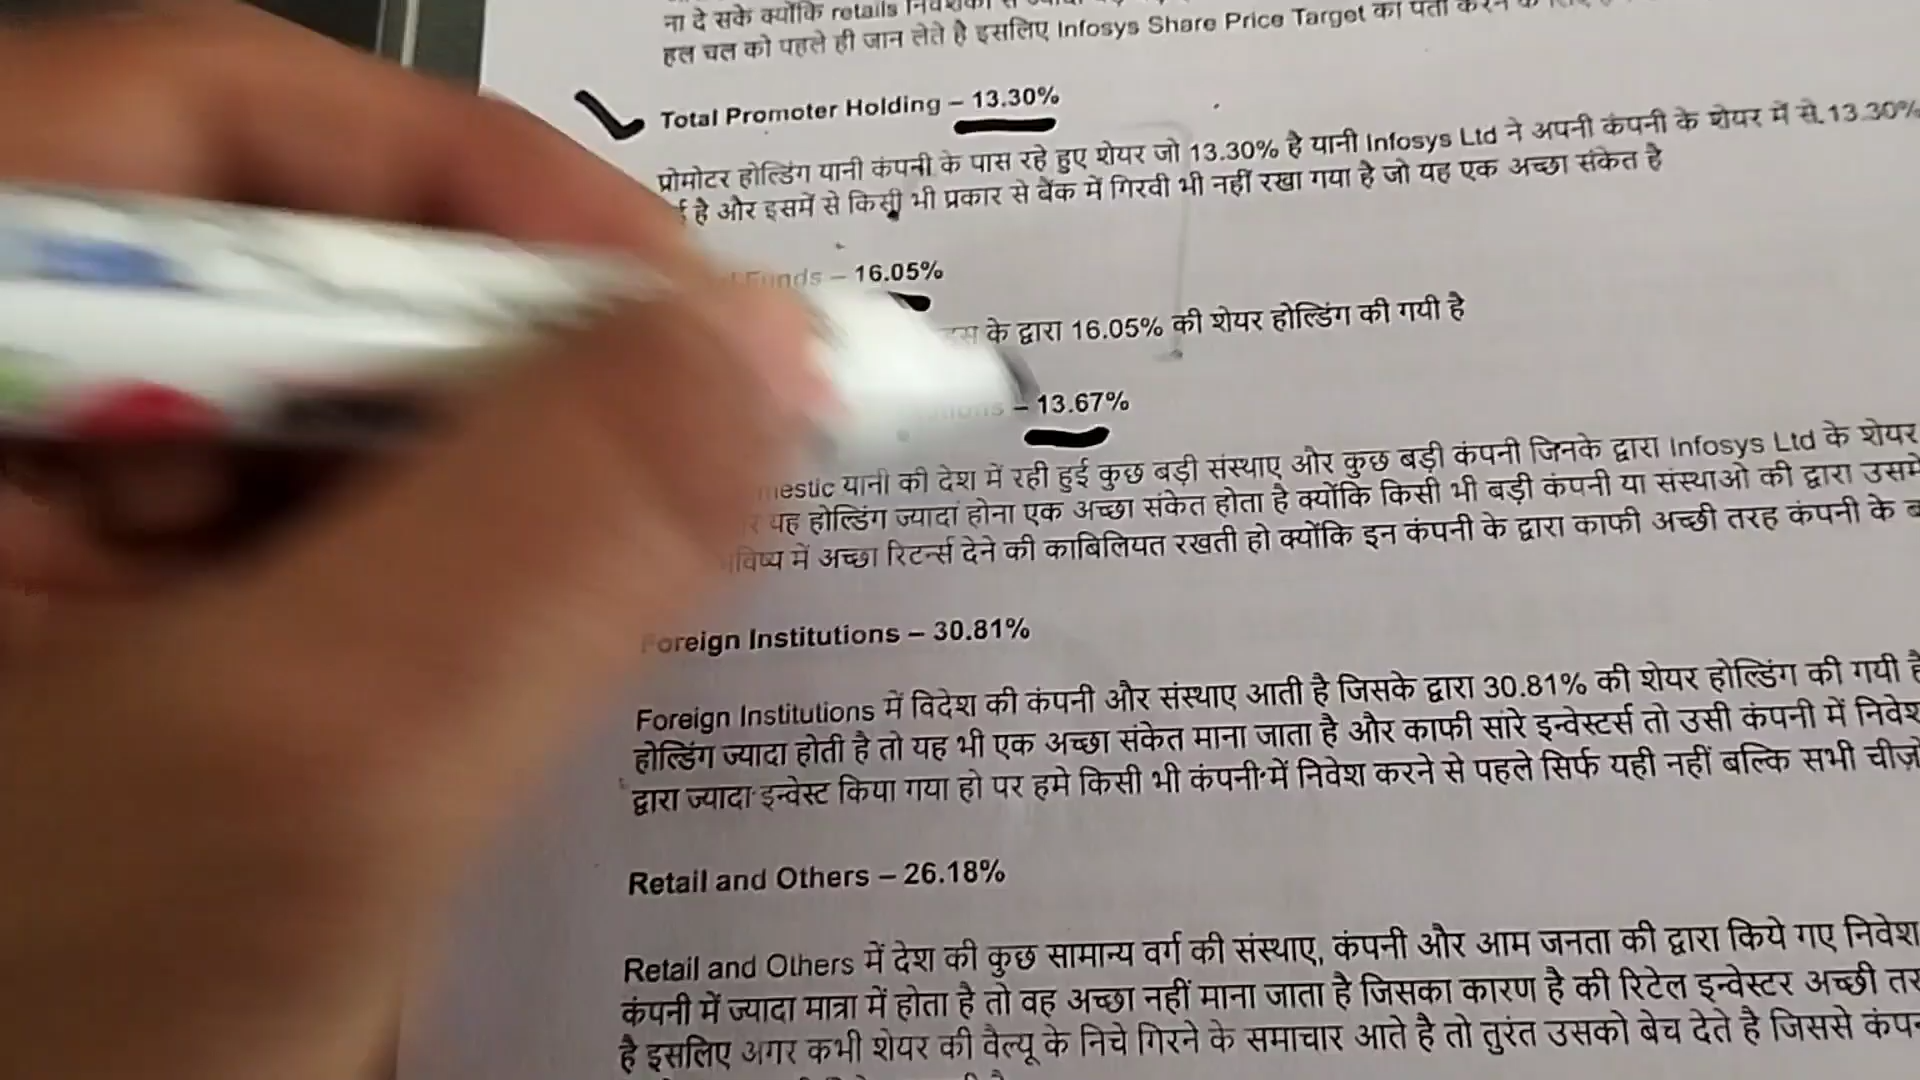 ना दे सके क्योंकि retails
हल चल को पहले ही जान लेते है इसलिए Infosys Share Price Target का पता करने के
Total Promoter Holding – 13.30%
प्रोमोटर होल्डिंग यानी कंपनी के पास रहे हुए शेयर जो 13.30% है यानी Infosys Ltd ने अपनी कंपनी के शेयर में से 13.30%
है और इसमें से किसी भी प्रकार से बैंक में गिरवी भी नहीं रखा गया है जो यह एक अच्छा संकेत है
Funds – 16.05%
के द्वारा 16.05% की शेयर होल्डिंग की गयी है
– 13.67%
यानी की देश में रही हुई कुछ बड़ी संस्थाए और कुछ बड़ी कंपनी जिनके द्वारा Infosys Ltd के शेयर
यह होल्डिंग ज्यादा होना एक अच्छा संकेत होता है क्योंकि किसी भी बड़ी कंपनी या संस्थाओ की द्वारा उसमे
में अच्छा रिटर्न्स देने की काबिलियत रखती हो क्योंकि इन कंपनी के द्वारा काफी अच्छी तरह कंपनी के
Foreign Institutions – 30.81%
Foreign Institutions में विदेश की कंपनी और संस्थाए आती है जिसके द्वारा 30.81% की शेयर होल्डिंग की गयी है
होल्डिंग ज्यादा होती है तो यह भी एक अच्छा संकेत माना जाता है और काफी सारे इन्वेस्टर्स तो उसी कंपनी में निवेश
द्वारा ज्यादा इन्वेस्ट किया गया हो पर हमे किसी भी कंपनी में निवेश करने से पहले सिर्फ यही नहीं बल्कि सभी
Retail and Others – 26.18%
Retail and Others में देश की कुछ सामान्य वर्ग की संस्थाए, कंपनी और आम जनता की द्वारा किये गए निवेश
कंपनी में ज्यादा मात्रा में होता है तो वह अच्छा नहीं माना जाता है जिसका कारण है की रिटेल इन्वेस्टर अच्छी
है इसलिए अगर कभी शेयर की वैल्यू के निचे गिरने के समाचार आते है तो तुरंत उसको बेच देते है जिससे